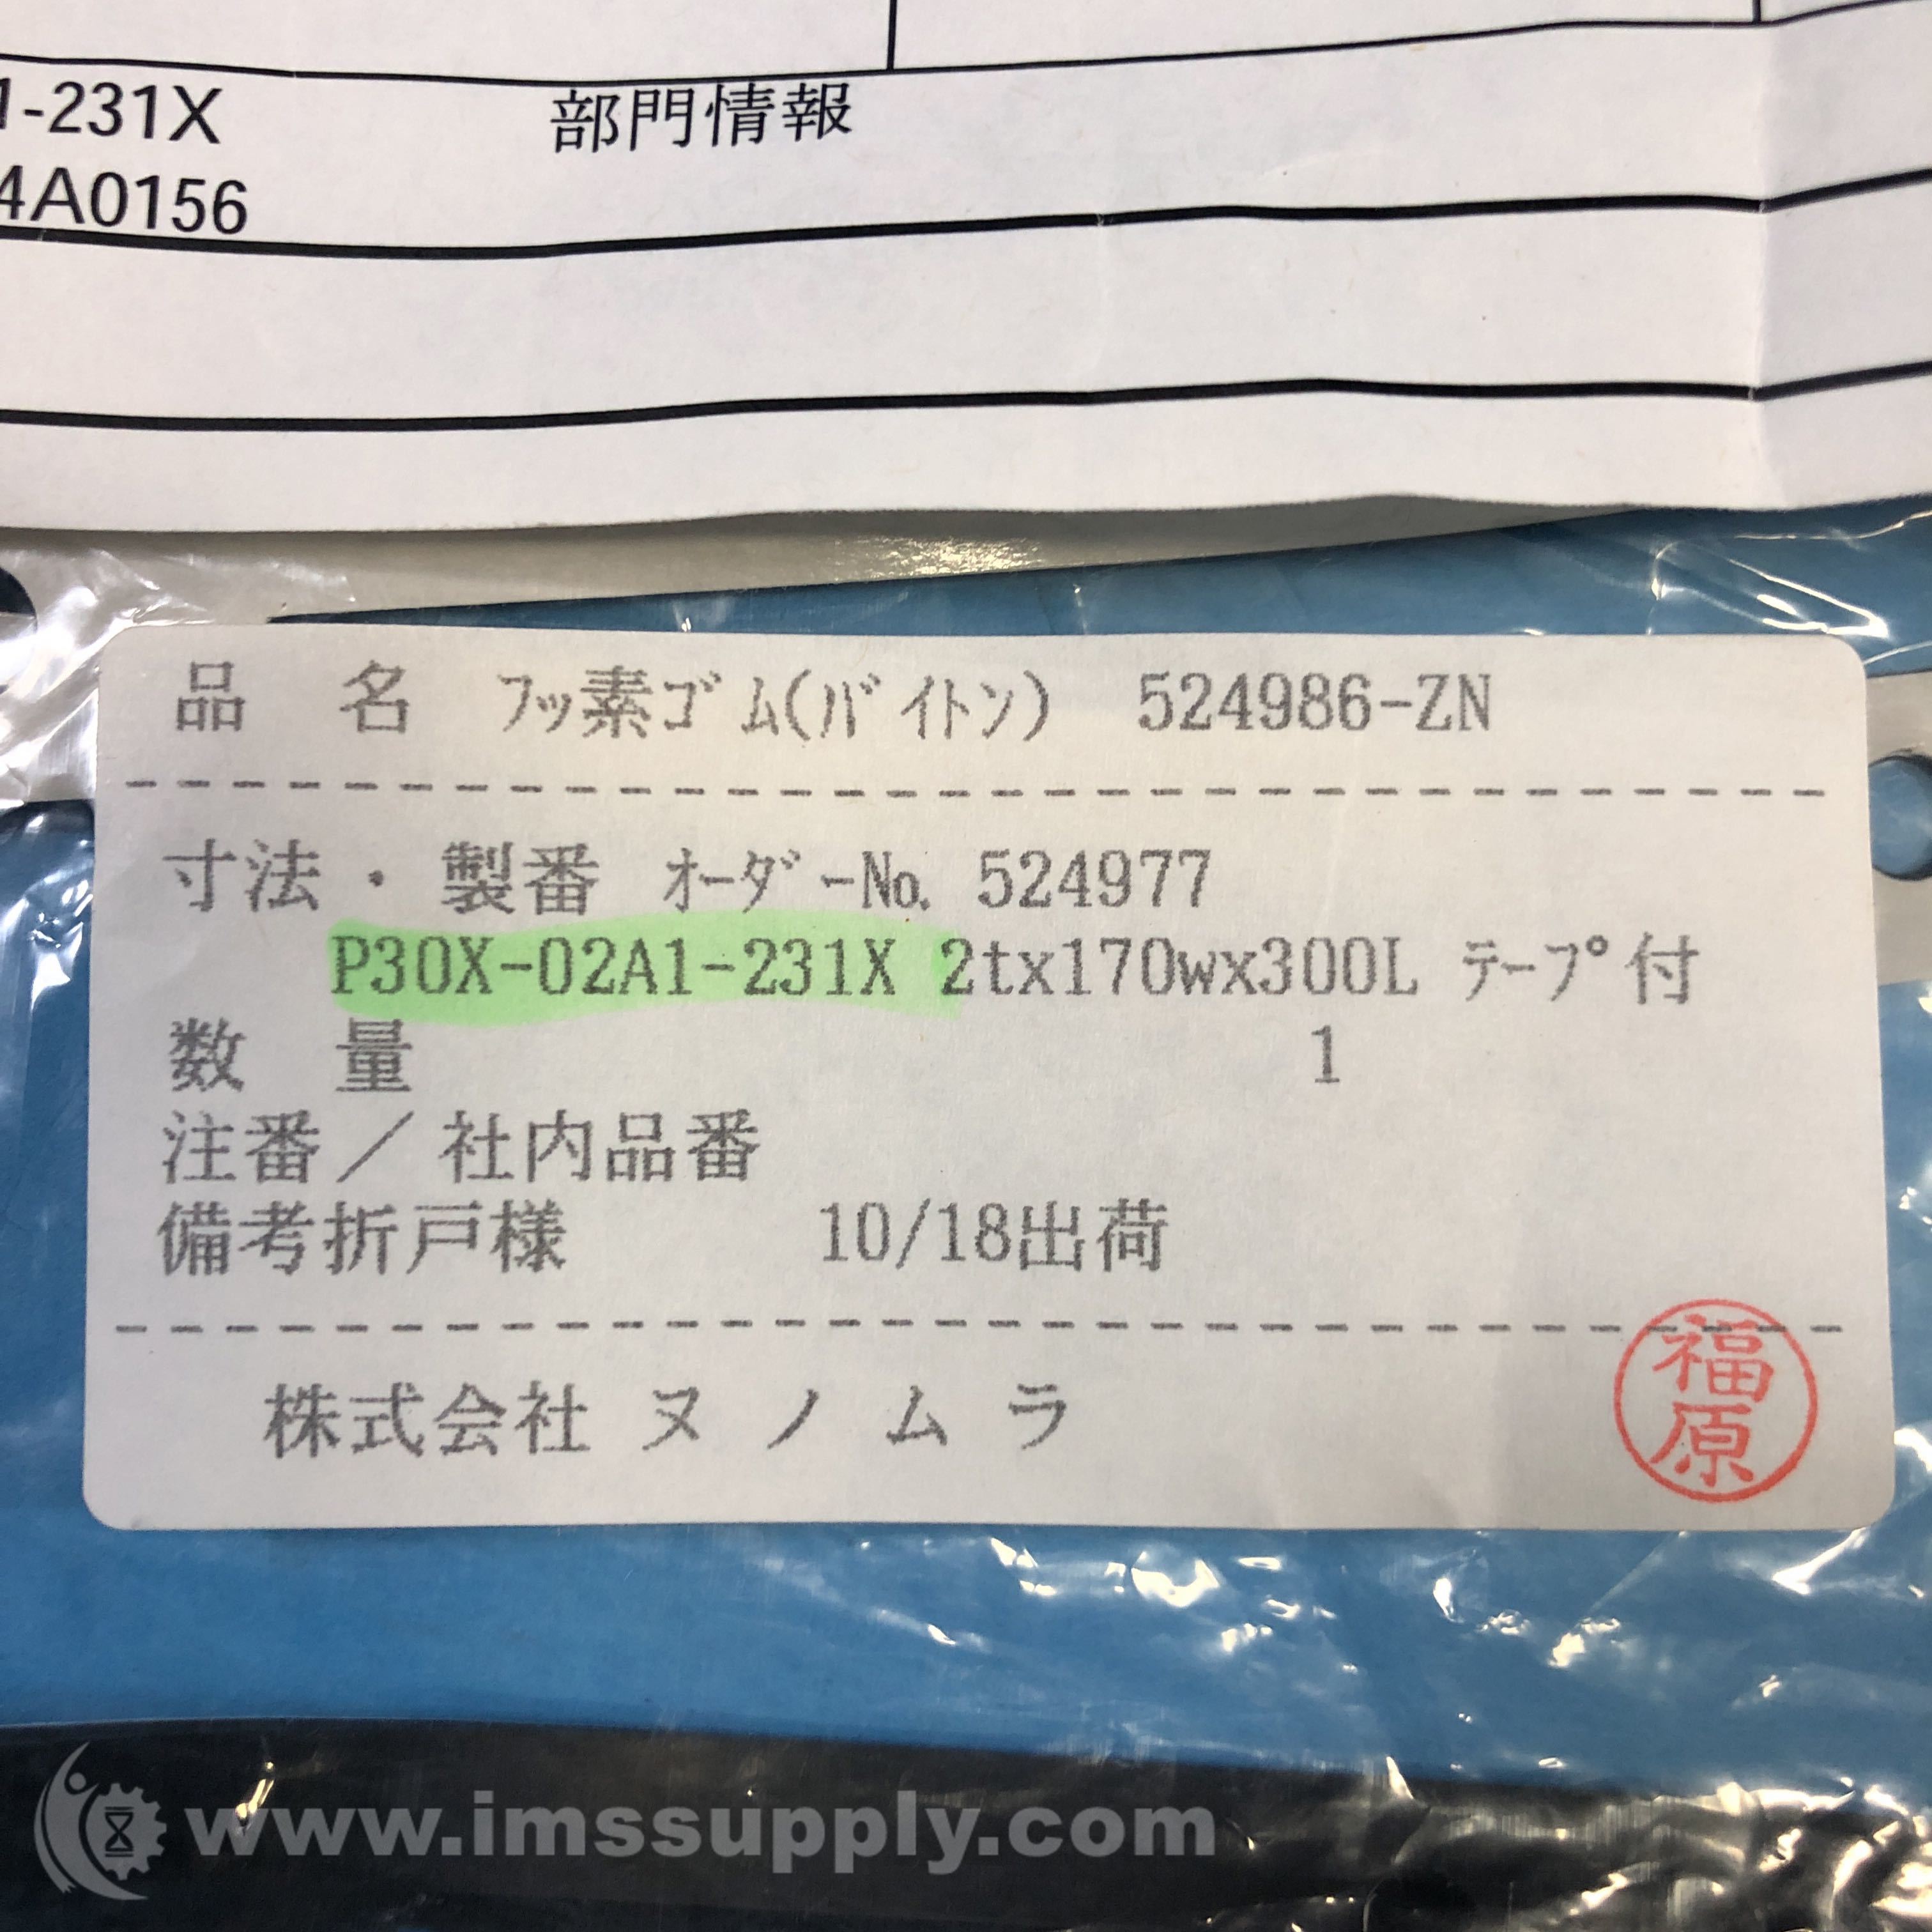 1-231X 部門情報
4A0156
品 名 ﾌｯ素ｺﾞﾑ(ﾊﾞｲﾄﾝ) 524986-ZN
寸法・製番 ｵｰﾀﾞｰNo. 524977
P30X-02A1-231X 2tx170wx300L ﾃｰﾌﾟ付
数 量 1
注番／社内品番
備考折戸様 10/18出荷
株式会社 ヌ ノ ム ラ
福原
www.imssupply.com